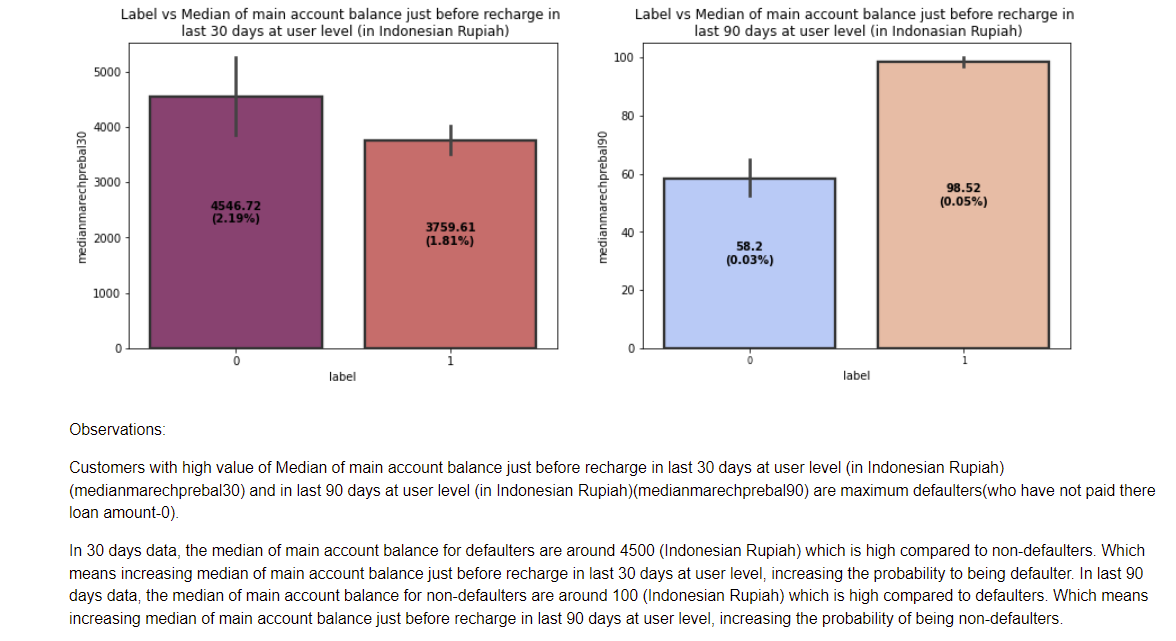 Label vs Median of main account balance just before recharge in
last 30 days at user level (in Indonesian Rupiah)
medianmarechprebal30
5000
4000
3000
2000
1000
0
4546.72
(2.19%)
3759.61
(1.81%)
0
1
label
Label vs Median of main account balance just before recharge in
last 90 days at user level (in Indonasian Rupiah)
medianmarechprebal90
100
80
60
40
20
0
58.2
(0.03%)
98.52
(0.05%)
0
1
label
Observations:
Customers with high value of Median of main account balance just before recharge in last 30 days at user level (in Indonesian Rupiah)
(medianmarechprebal30) and in last 90 days at user level (in Indonesian Rupiah)(medianmarechprebal90) are maximum defaulters(who have not paid there
loan amount-0).
In 30 days data, the median of main account balance for defaulters are around 4500 (Indonesian Rupiah) which is high compared to non-defaulters. Which
means increasing median of main account balance just before recharge in last 30 days at user level, increasing the probability to being defaulter. In last 90
days data, the median of main account balance for non-defaulters are around 100 (Indonesian Rupiah) which is high compared to defaulters. Which means
increasing median of main account balance just before recharge in last 90 days at user level, increasing the probability of being non-defaulters.